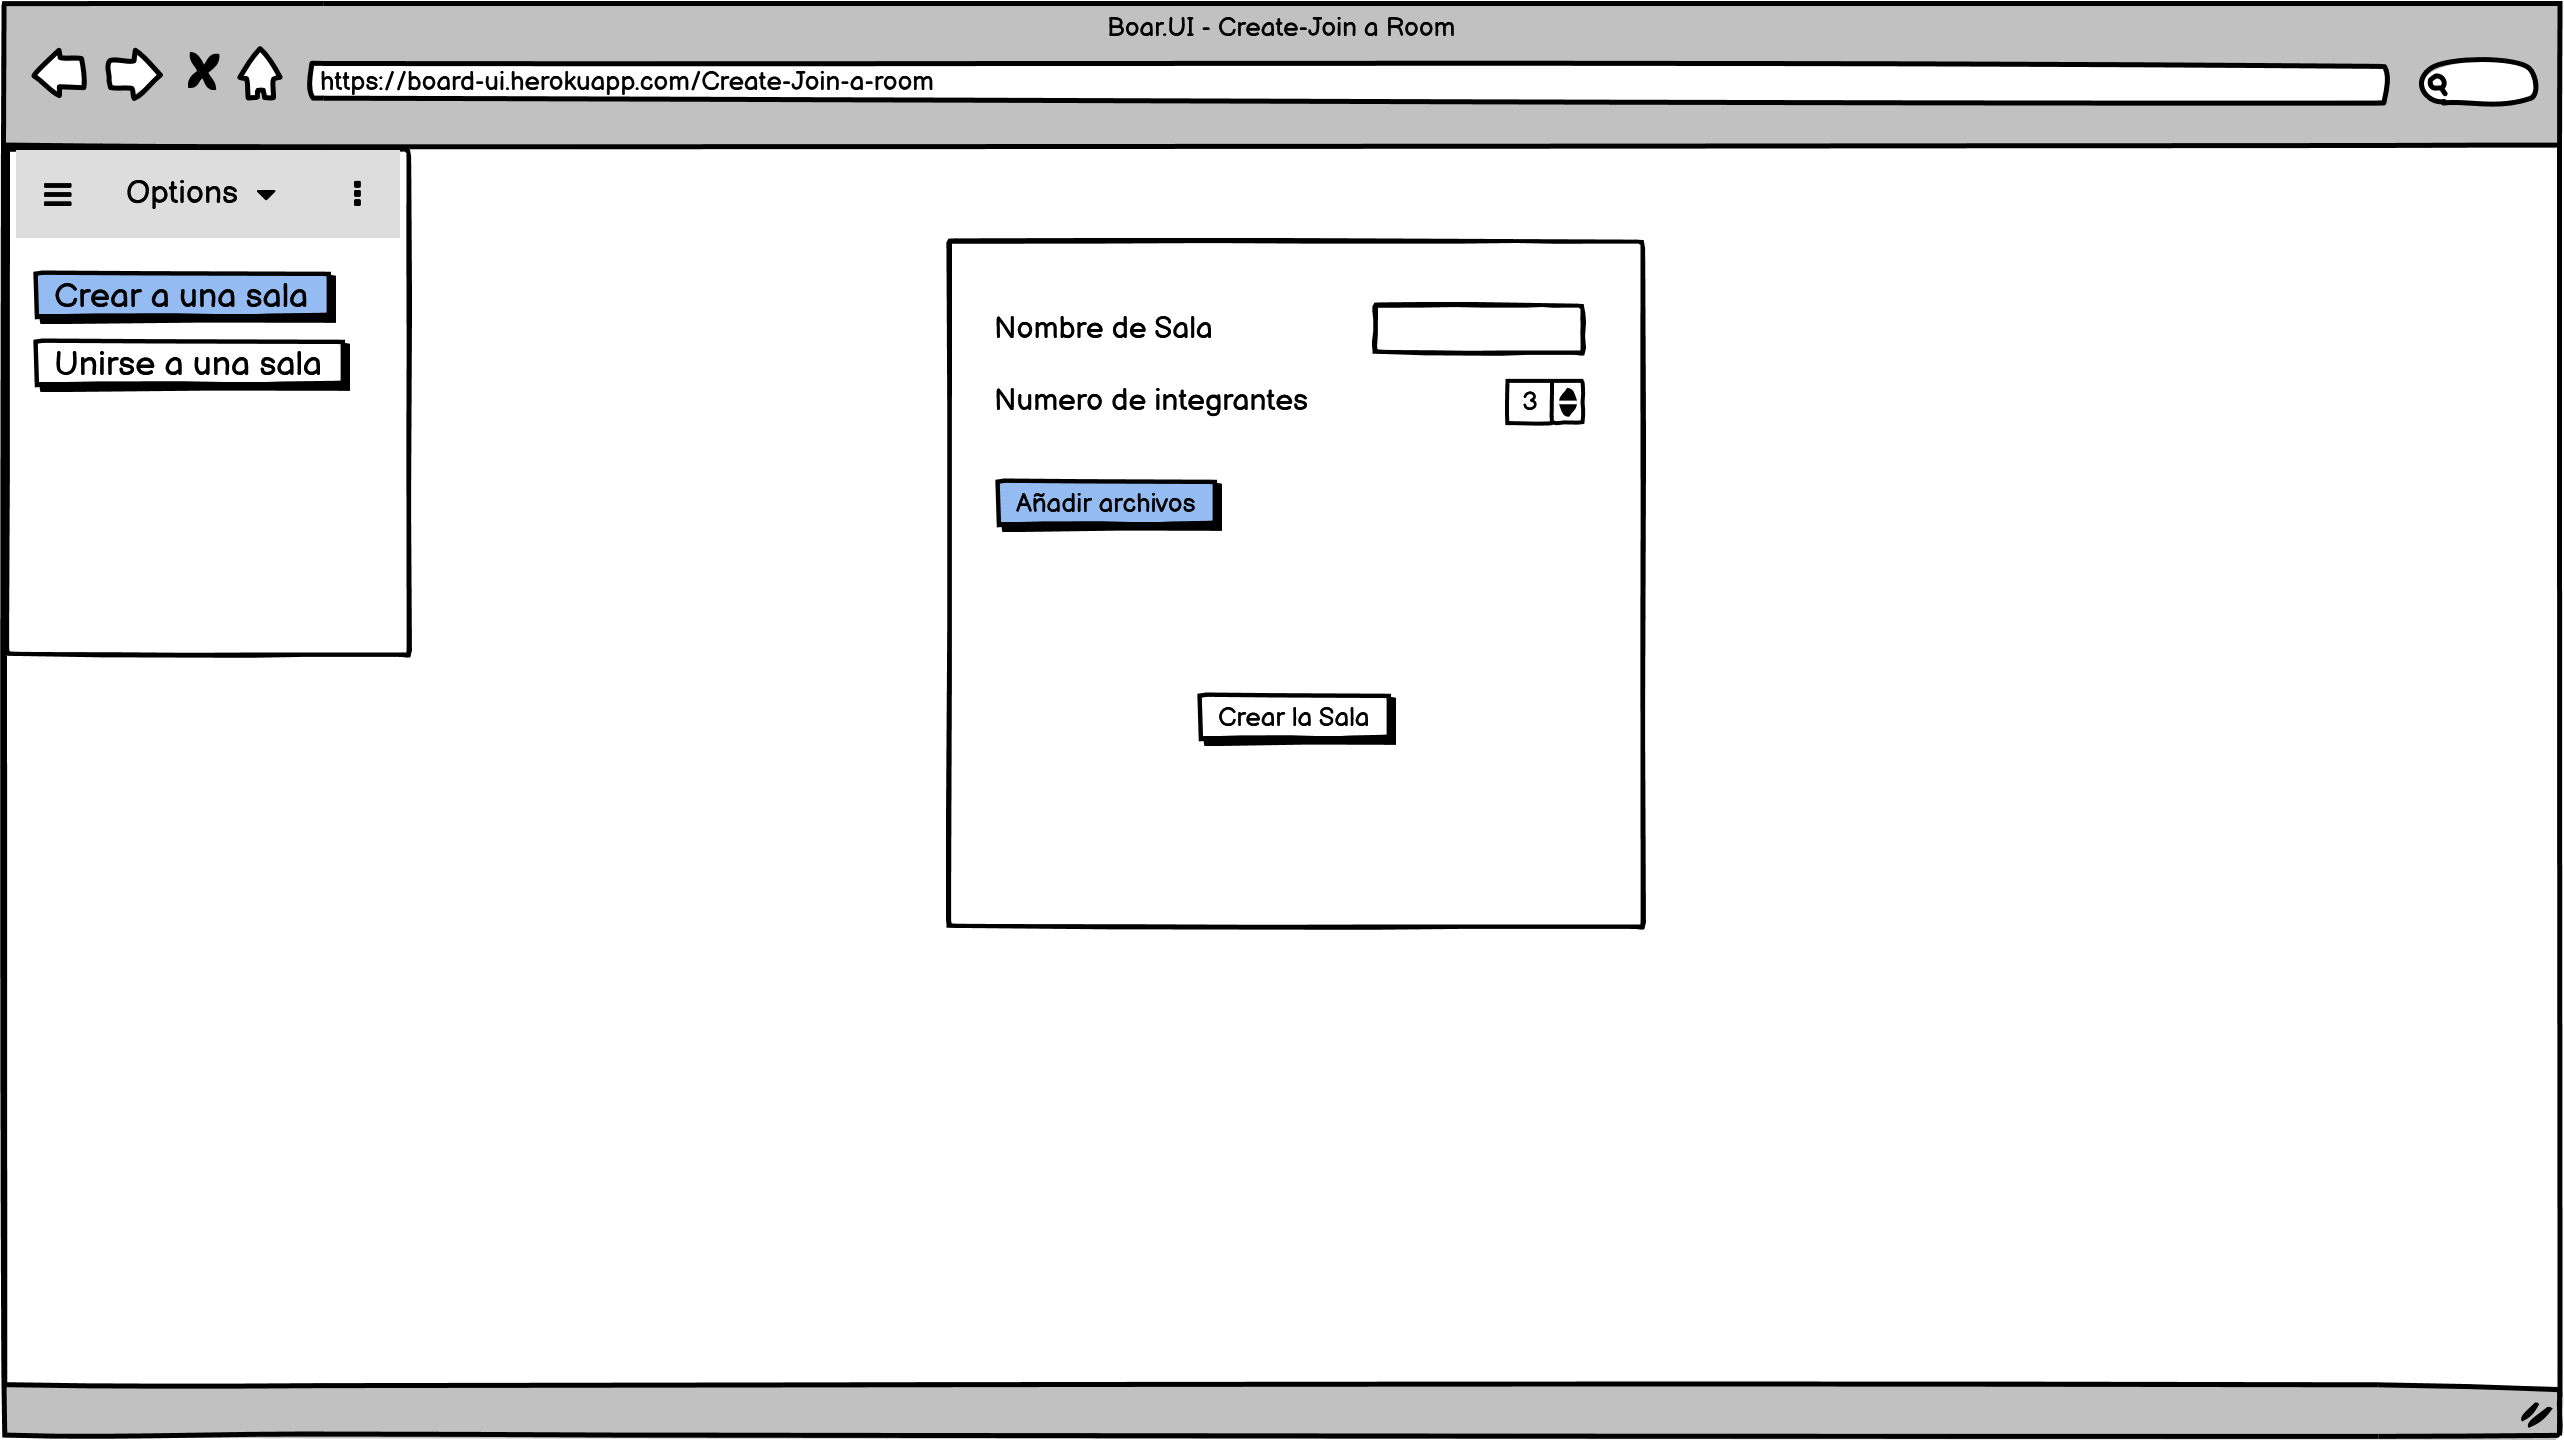 Boar.UI - Create-Join a Room
https://board-ui.herokuapp.com/Create-Join-a-room
Options
Crear a una sala
Unirse a una sala
Nombre de Sala
Numero de integrantes
3
Añadir archivos
Crear la Sala